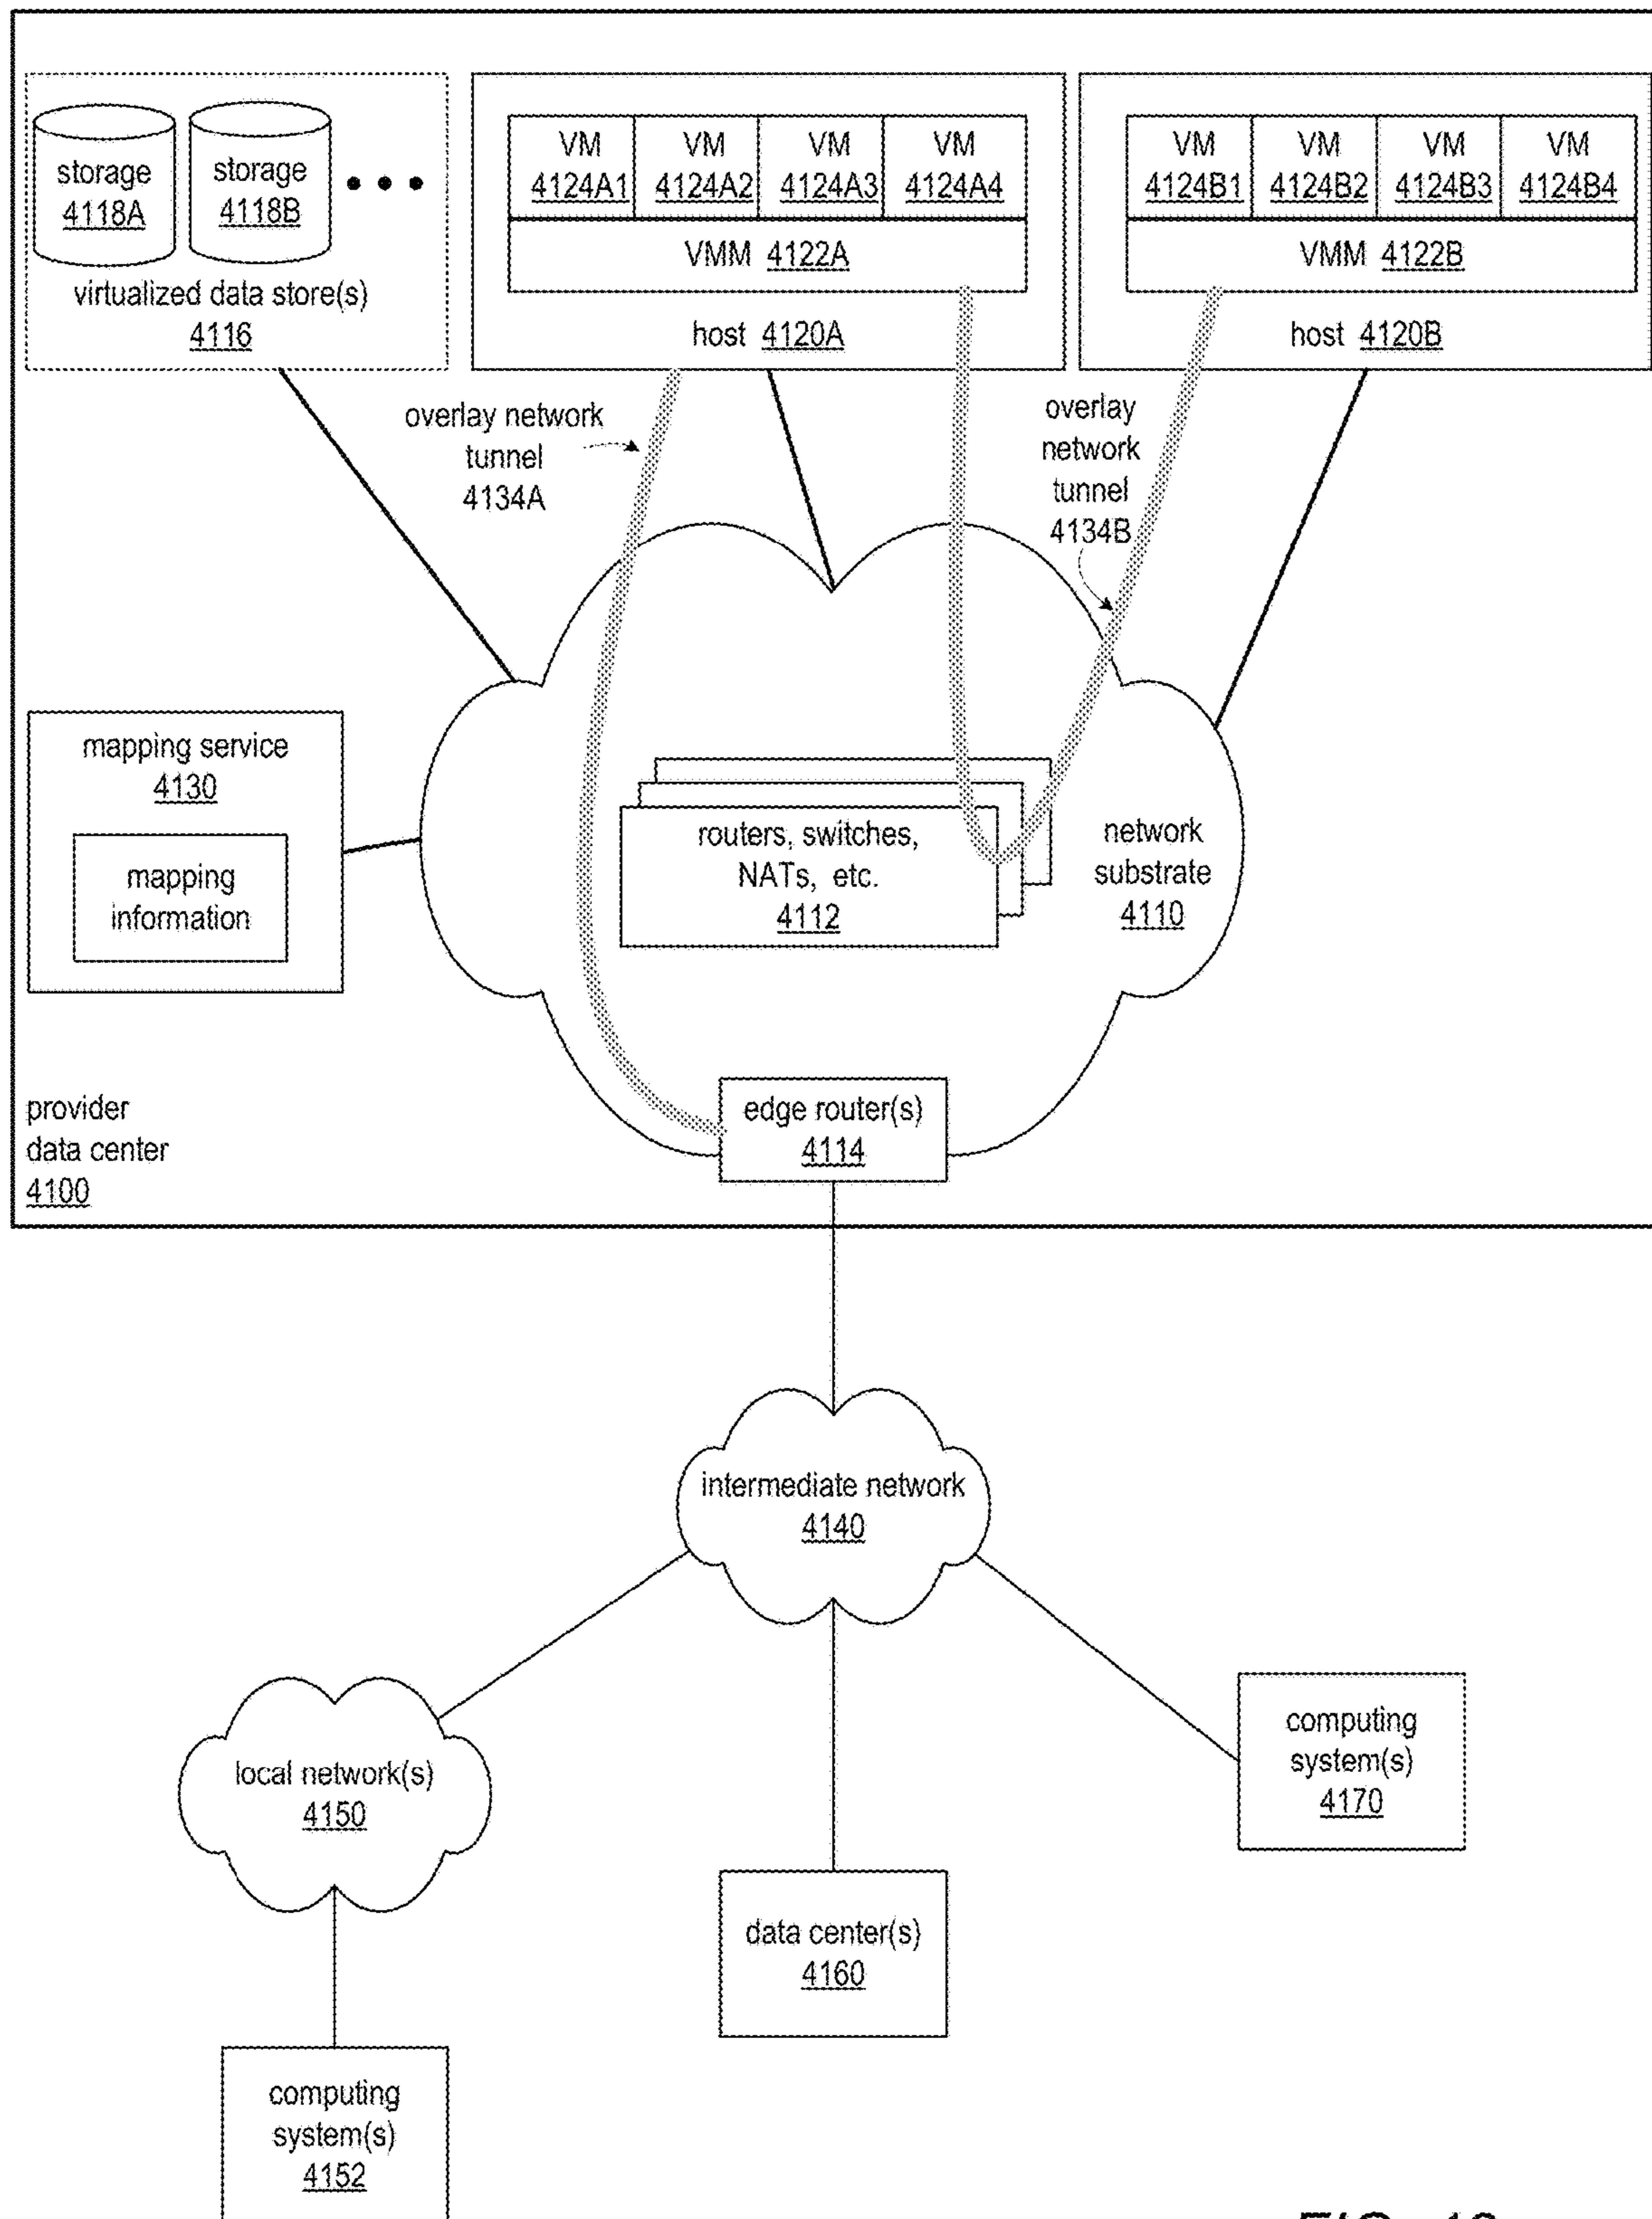 storage
4118A
storage
4118B
virtualized data store(s)
4116
VM
4124A1
VM
4124A2
VM
4124A3
VM
4124A4
VMM 4122A
host 4120A
VM
4124B1
VM
4124B2
VM
4124B3
VM
4124B4
VMM 4122B
host 4120B
overlay network
tunnel
4134A
overlay
network
tunnel
4134B
mapping service
4130
mapping
information
routers, switches,
NATs, etc.
4112
network
substrate
4110
edge router(s)
4114
provider
data center
4100
intermediate network
4140
local network(s)
4150
computing
system(s)
4170
data center(s)
4160
computing
system(s)
4152